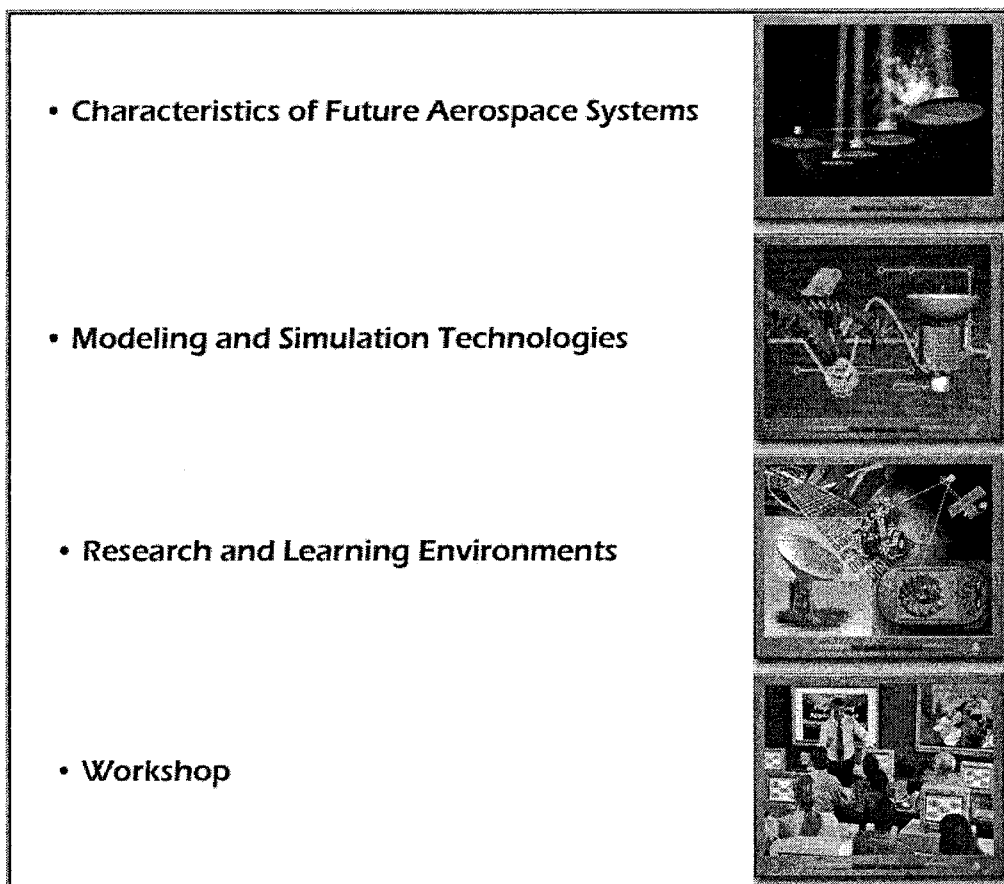 • Characteristics of Future Aerospace Systems
• Modeling and Simulation Technologies
• Research and Learning Environments
• Workshop